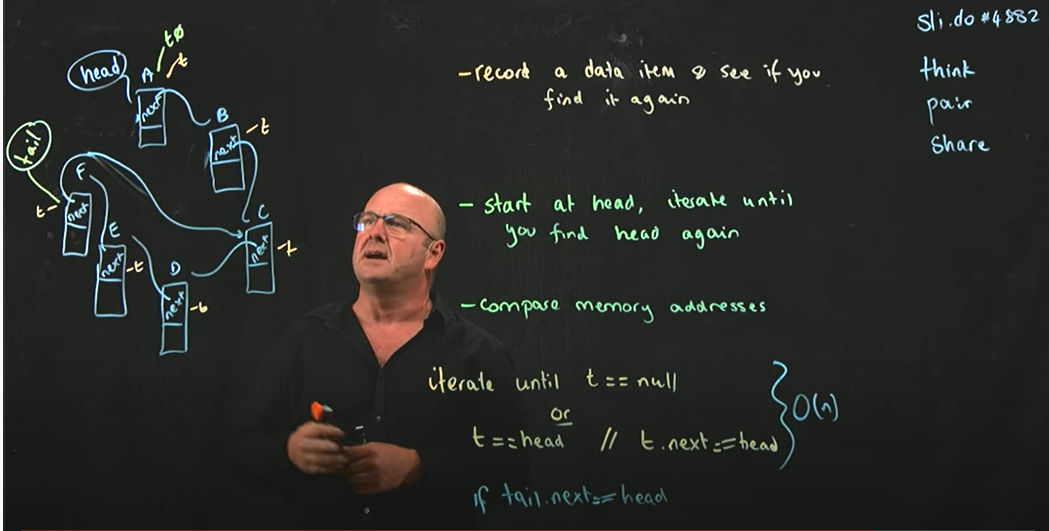 sli.do #4882
think
pair
share
head
A
tø
t
next
B
t
next
tail
F
t
next
E
t
next
D
next
C
t
next
- record a data item & see if you
find it again
- start at head, iterate until
you find head again
- compare memory addresses
iterate until t == null
or
t == head // t.next == head
} O(n)
if tail.next == head